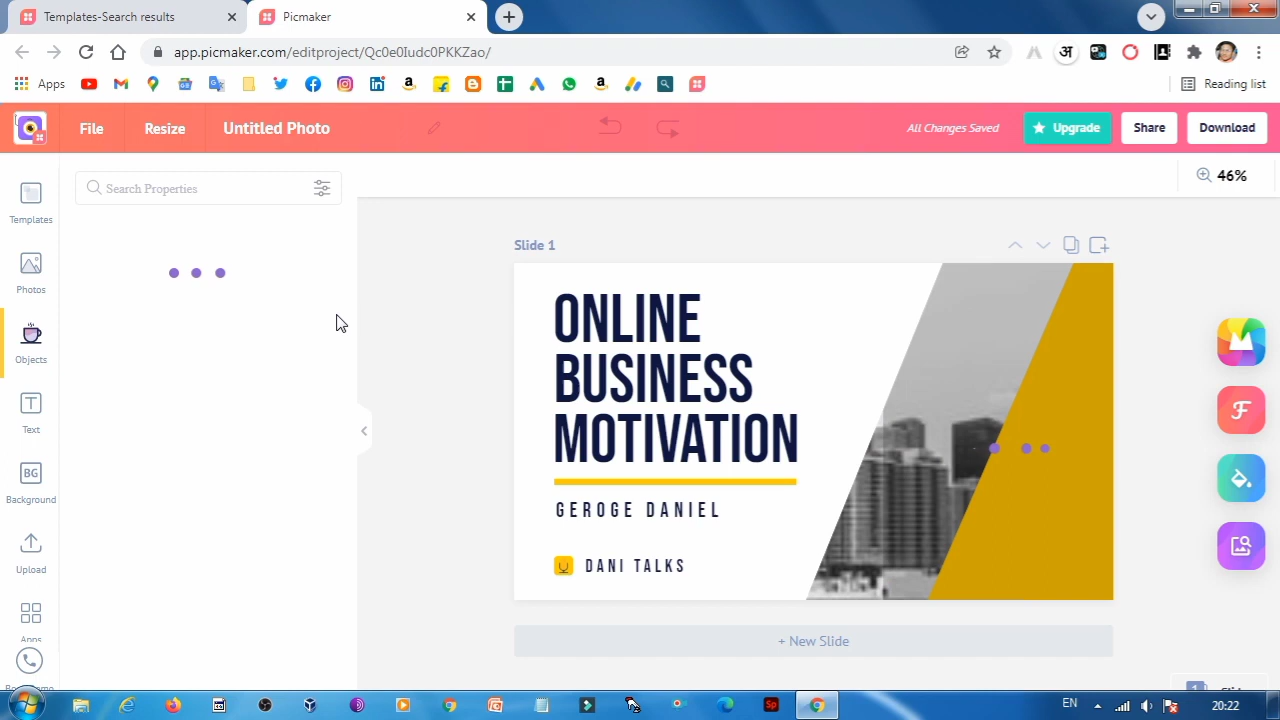 Templates-Search results
Picmaker
app.picmaker.com/editproject/Qc0e0Iudc0PKKZao/
अ
Apps
Reading list
File
Resize
Untitled Photo
All Changes Saved
Upgrade
Share
Download
Templates
Search Properties
46%
Photos
Slide 1
Objects
ONLINE
BUSINESS
MOTIVATION
Text
BG
Background
GEROGE DANIEL
DANI TALKS
Upload
Apps
+ New Slide
EN
20:22